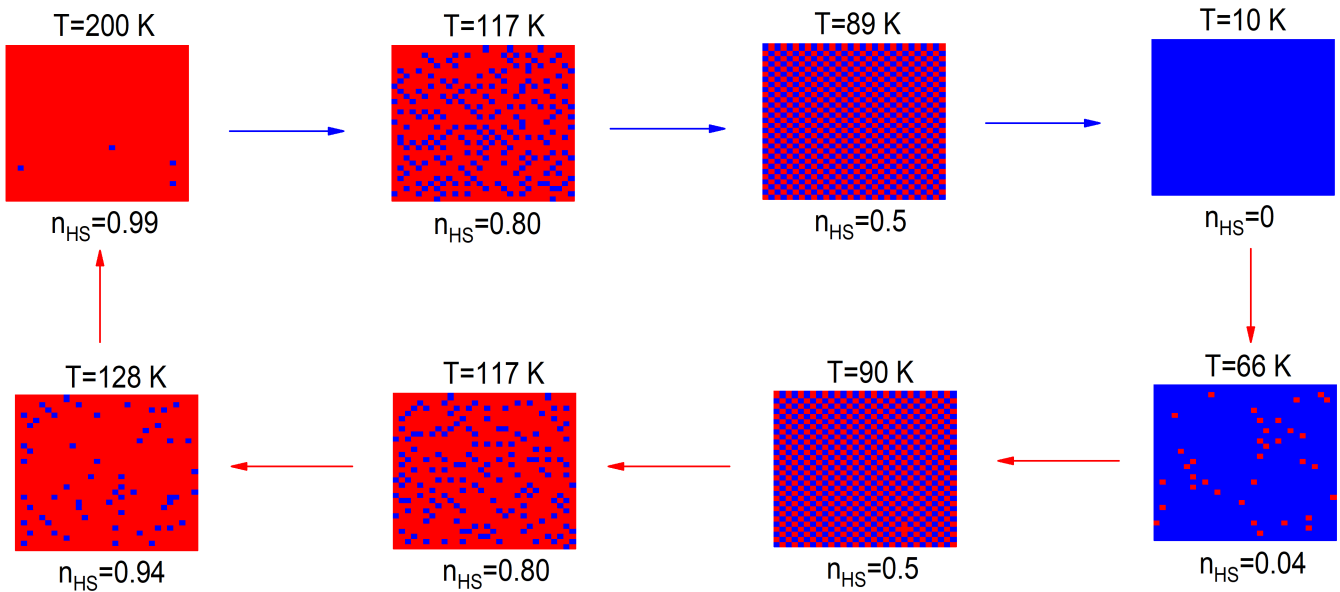 T=200 K
T=117 K
T=89 K
T=10 K
n_HS=0.99
n_HS=0.80
n_HS=0.5
n_HS=0
T=128 K
T=117 K
T=90 K
T=66 K
n_HS=0.94
n_HS=0.80
n_HS=0.5
n_HS=0.04